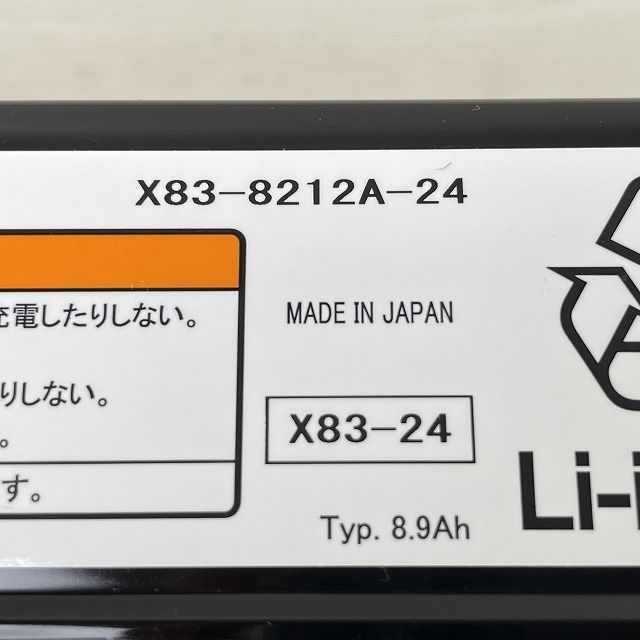 X83-8212A-24
充電したりしない。
MADE IN JAPAN
りしない。
X83-24
。
す。
Li-i
Typ. 8.9Ah